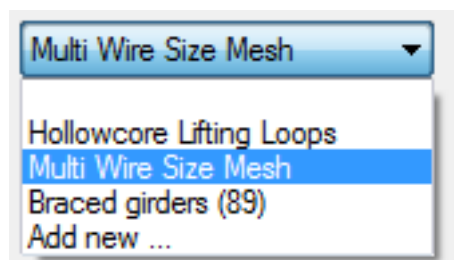 Multi Wire Size Mesh
Hollowcore Lifting Loops
Multi Wire Size Mesh
Braced girders (89)
Add new ...